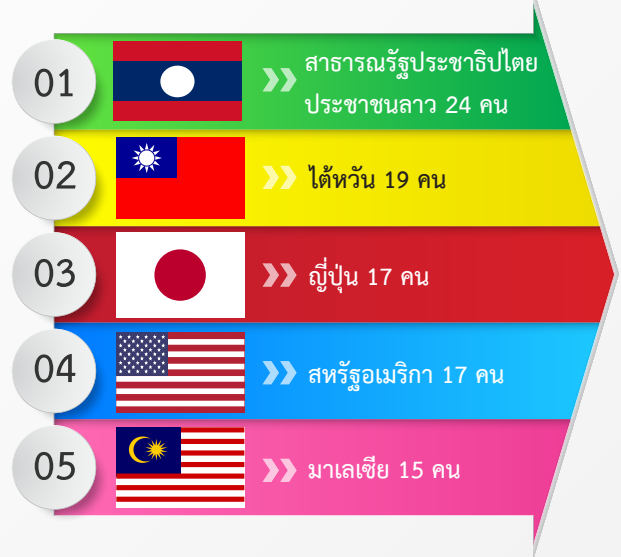 01
สาธารณรัฐประชาธิปไตย
ประชาชนลาว 24 คน
02
ไต้หวัน 19 คน
03
ญี่ปุ่น 17 คน
04
สหรัฐอเมริกา 17 คน
05
มาเลเซีย 15 คน